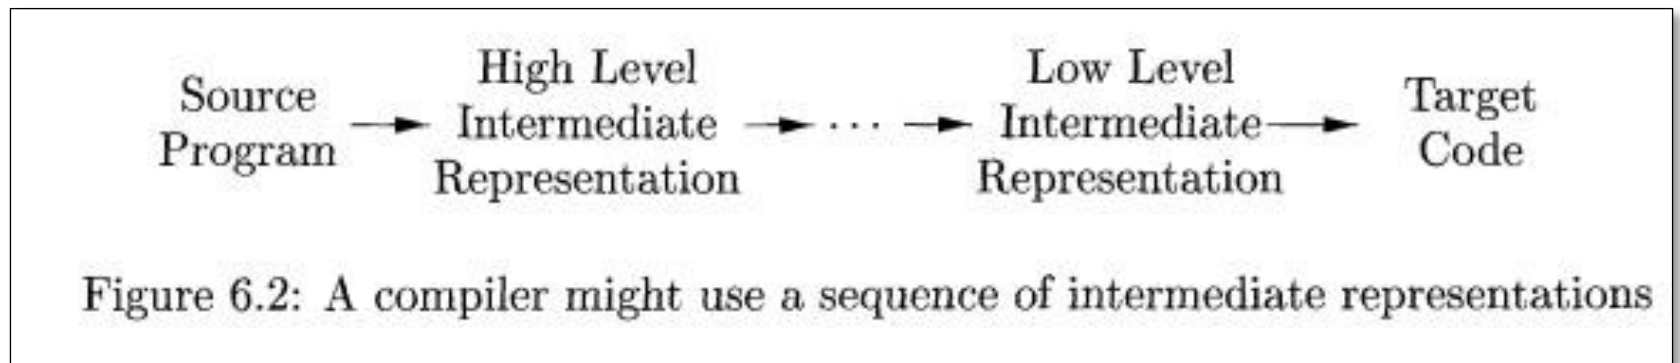 Source
Program
High Level
Intermediate
Representation
...
Low Level
Intermediate
Representation
Target
Code
Figure 6.2: A compiler might use a sequence of intermediate representations